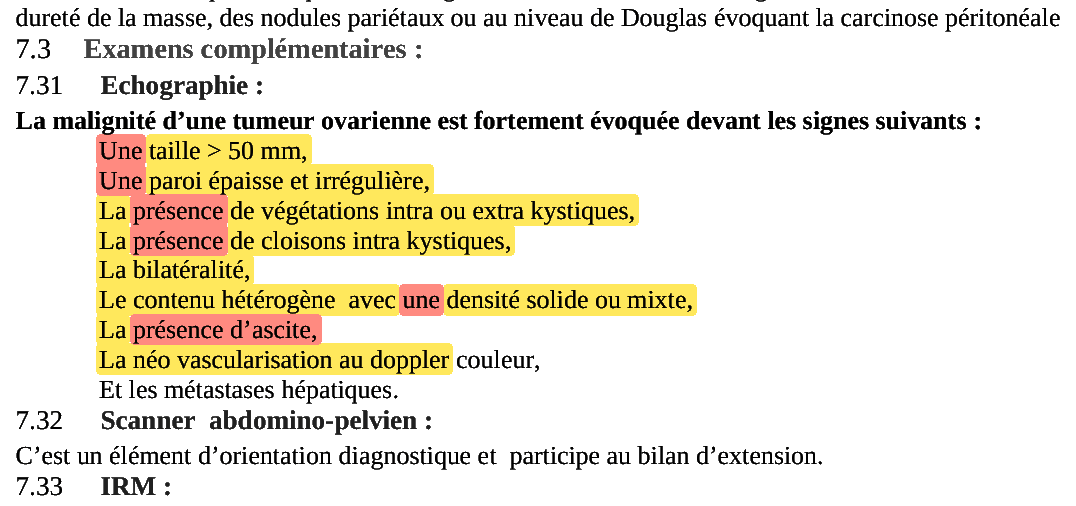 dureté de la masse, des nodules pariétaux ou au niveau de Douglas évoquant la carcinose péritonéale
7.3 Examens complémentaires :
7.31 Echographie :
La malignité d’une tumeur ovarienne est fortement évoquée devant les signes suivants :
Une taille > 50 mm,
Une paroi épaisse et irrégulière,
La présence de végétations intra ou extra kystiques,
La présence de cloisons intra kystiques,
La bilatéralité,
Le contenu hétérogène avec une densité solide ou mixte,
La présence d’ascite,
La néo vascularisation au doppler couleur,
Et les métastases hépatiques.
7.32 Scanner abdomino-pelvien :
C’est un élément d’orientation diagnostique et participe au bilan d’extension.
7.33 IRM :